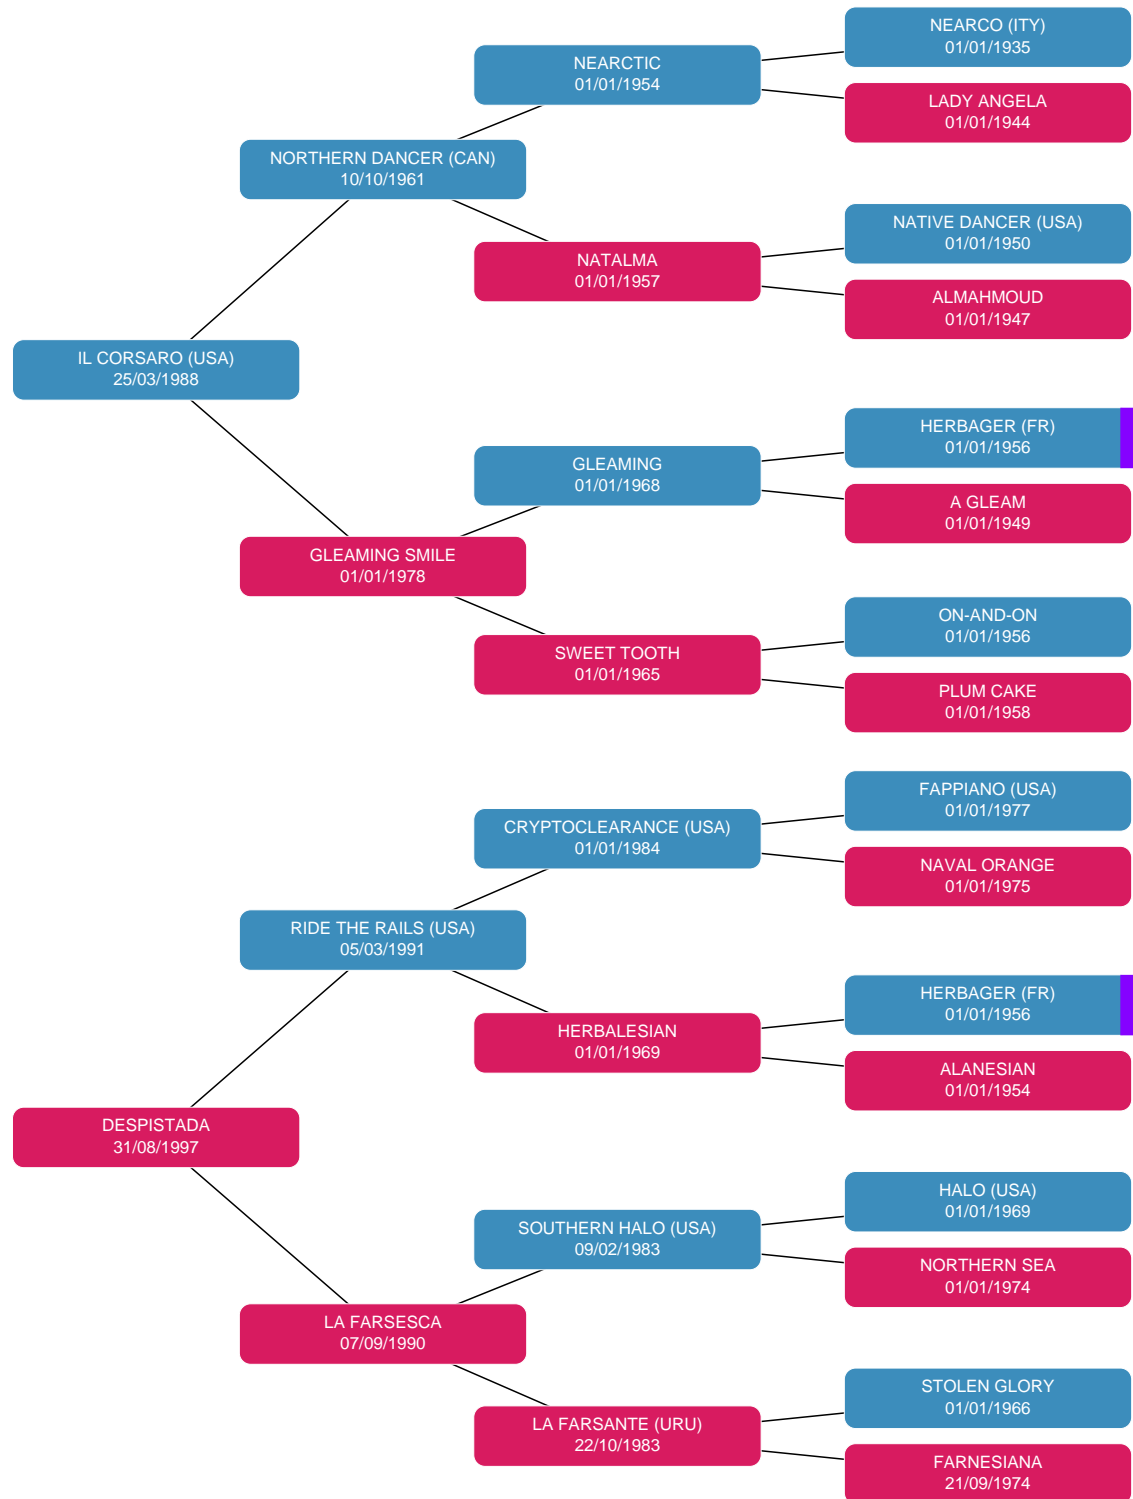 NEARCO (ITY)
01/01/1935
NEARCTIC
01/01/1954
LADY ANGELA
01/01/1944
NORTHERN DANCER (CAN)
10/10/1961
NATIVE DANCER (USA)
01/01/1950
NATALMA
01/01/1957
ALMAHMOUD
01/01/1947
IL CORSARO (USA)
25/03/1988
HERBAGER (FR)
01/01/1956
GLEAMING
01/01/1968
A GLEAM
01/01/1949
GLEAMING SMILE
01/01/1978
ON-AND-ON
01/01/1956
SWEET TOOTH
01/01/1965
PLUM CAKE
01/01/1958
FAPPIANO (USA)
01/01/1977
CRYPTOCLEARANCE (USA)
01/01/1984
NAVAL ORANGE
01/01/1975
RIDE THE RAILS (USA)
05/03/1991
HERBAGER (FR)
01/01/1956
HERBALESIAN
01/01/1969
ALANESIAN
01/01/1954
DESPISTADA
31/08/1997
HALO (USA)
01/01/1969
SOUTHERN HALO (USA)
09/02/1983
NORTHERN SEA
01/01/1974
LA FARSESCA
07/09/1990
STOLEN GLORY
01/01/1966
LA FARSANTE (URU)
22/10/1983
FARNESIANA
21/09/1974